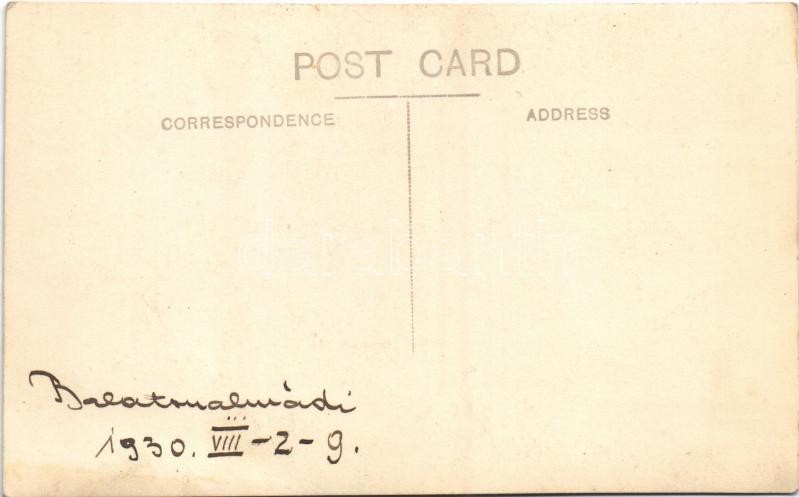 POST CARD
CORRESPONDENCE
ADDRESS
darabanth
Balatonalmádi
1930. VIII-2-9.